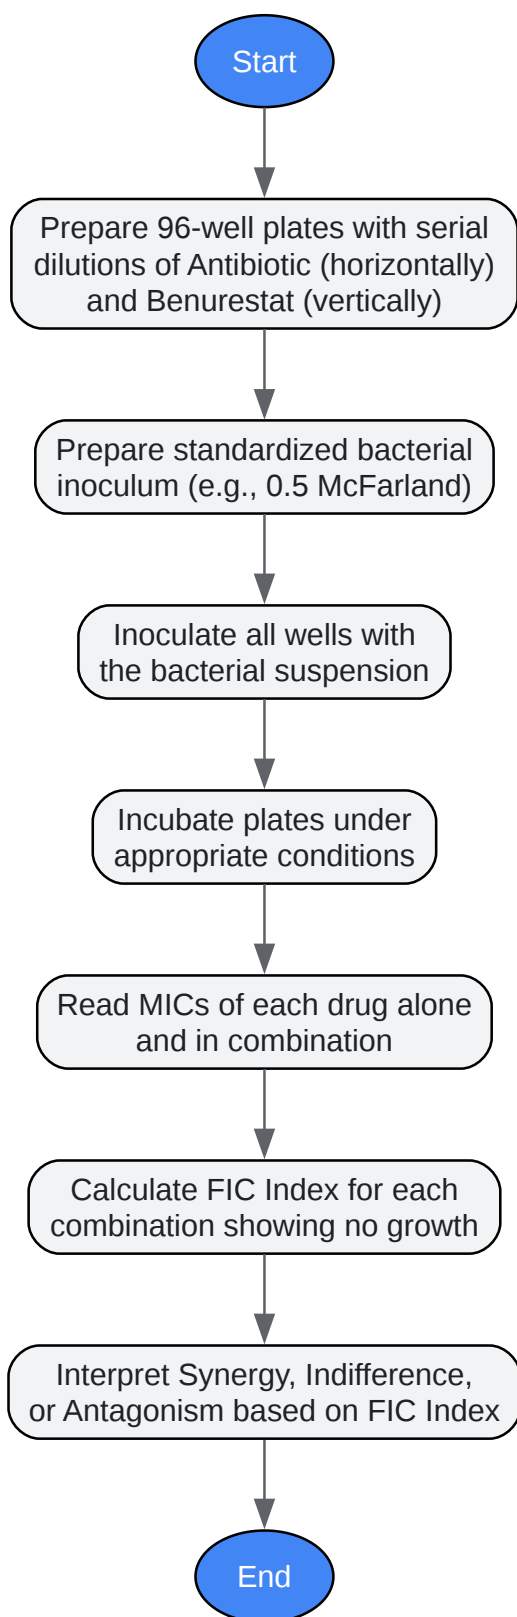 Start
Prepare 96-well plates with serial
dilutions of Antibiotic (horizontally)
and Benurestat (vertically)
Prepare standardized bacterial
inoculum (e.g., 0.5 McFarland)
Inoculate all wells with
the bacterial suspension
Incubate plates under
appropriate conditions
Read MICs of each drug alone
and in combination
Calculate FIC Index for each
combination showing no growth
Interpret Synergy, Indifference,
or Antagonism based on FIC Index
End